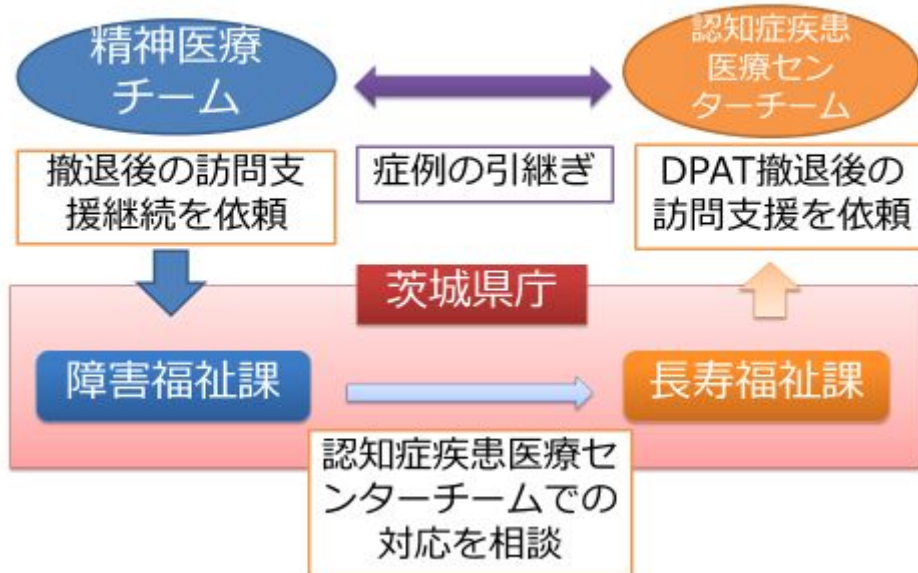 精神医療
チーム
認知症疾患
医療セン
ターチーム
撤退後の訪問支
援継続を依頼
症例の引継ぎ
DPAT撤退後の
訪問支援を依頼
茨城県庁
障害福祉課
長寿福祉課
認知症疾患医療セ
ンターチームでの
対応を相談